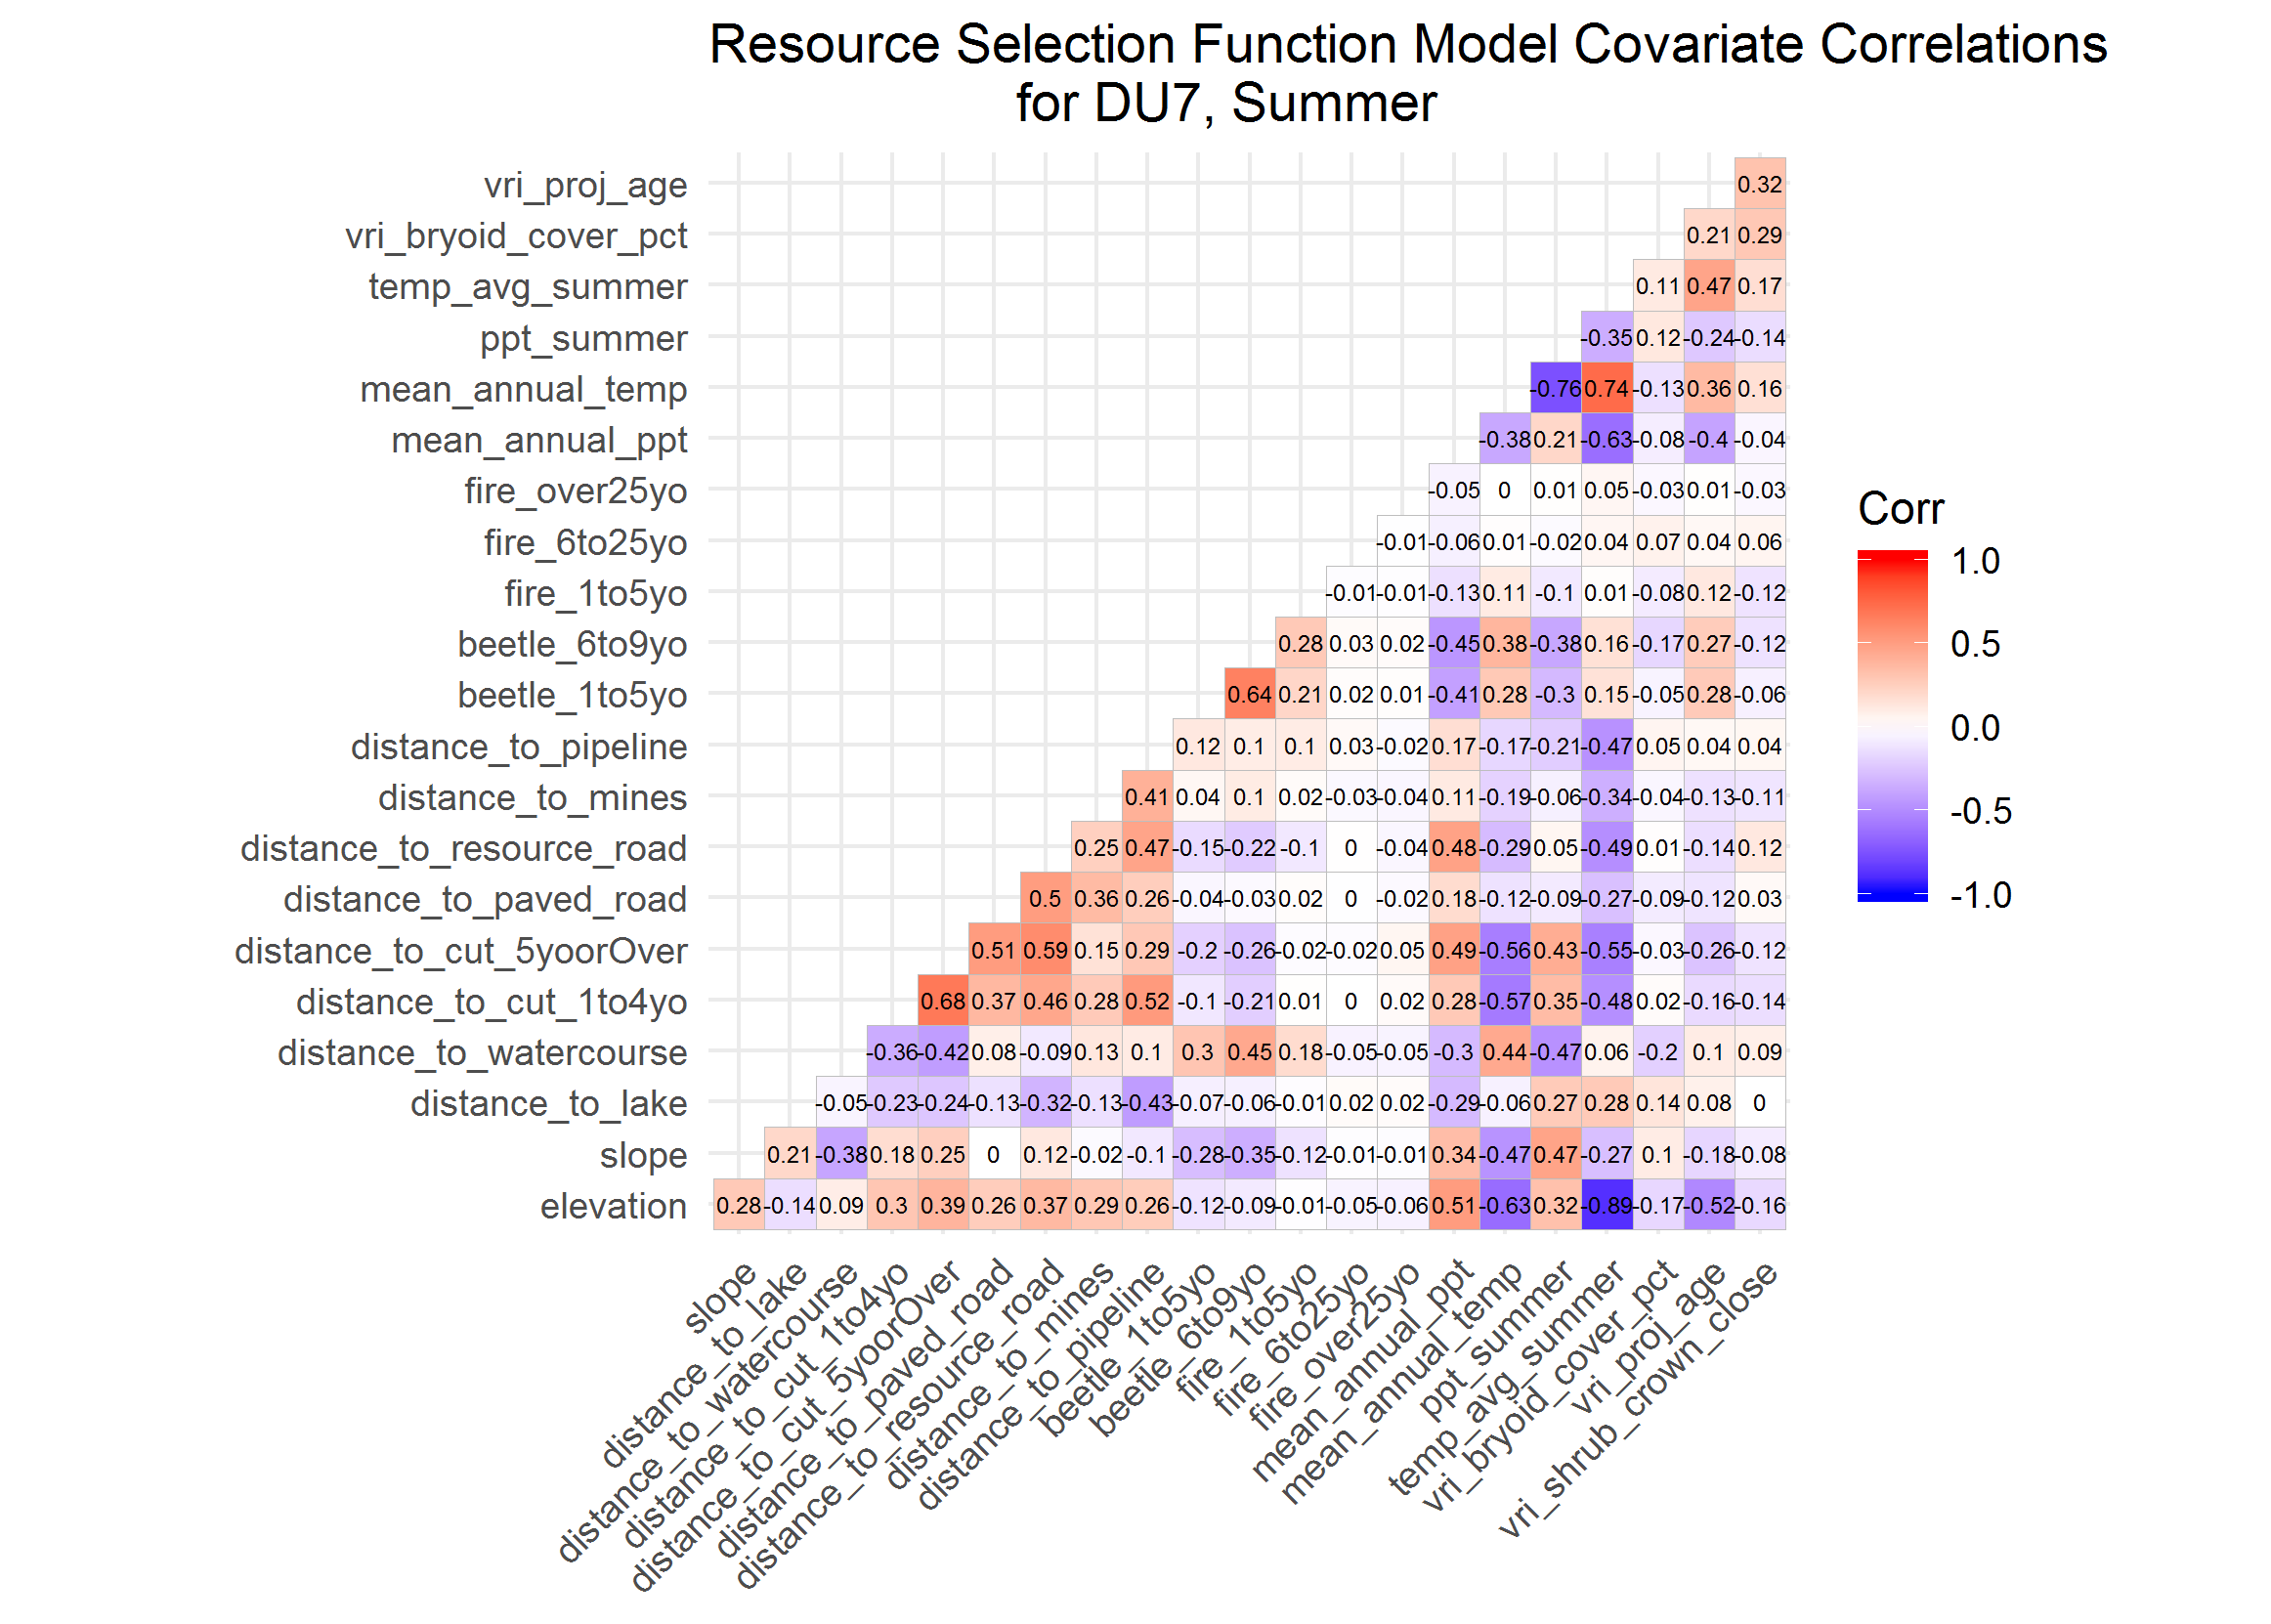 Resource Selection Function Model Covariate Correlations
for DU7, Summer
vri_proj_age 0.32
vri_bryoid_cover_pct 0.21 0.29
temp_avg_summer 0.11 0.47 0.17
ppt_summer -0.35 0.12 -0.24 -0.14
mean_annual_temp -0.76 0.74 -0.13 0.36 0.16
mean_annual_ppt -0.38 0.21 -0.63 -0.08 -0.4 -0.04
fire_over25yo -0.05 0 0.01 0.05 -0.03 0.01 -0.03
fire_6to25yo -0.01 -0.06 0.01 -0.02 0.04 0.07 0.04 0.06
fire_1to5yo -0.01 -0.01 -0.13 0.11 -0.1 0.01 -0.08 0.12 -0.12
beetle_6to9yo 0.28 0.03 0.02 -0.45 0.38 -0.38 0.16 -0.17 0.27 -0.12
beetle_1to5yo 0.64 0.21 0.02 0.01 -0.41 0.28 -0.3 0.15 -0.05 0.28 -0.06
distance_to_pipeline 0.12 0.1 0.1 0.03 -0.02 0.17 -0.17 -0.21 -0.47 0.05 0.04 0.04
distance_to_mines 0.41 0.04 0.1 0.02 -0.03 -0.04 0.11 -0.19 -0.06 -0.34 -0.04 -0.13 -0.11
distance_to_resource_road 0.25 0.47 -0.15 -0.22 -0.1 0 -0.04 0.48 -0.29 0.05 -0.49 0.01 -0.14 0.12
distance_to_paved_road 0.5 0.36 0.26 -0.04 -0.03 0.02 0 -0.02 0.18 -0.12 -0.09 -0.27 -0.09 -0.12 0.03
distance_to_cut_5yoorOver 0.51 0.59 0.15 0.29 -0.2 -0.26 -0.02 -0.02 0.05 0.49 -0.56 0.43 -0.55 -0.03 -0.26 -0.12
distance_to_cut_1to4yo 0.68 0.37 0.46 0.28 0.52 -0.1 -0.21 0.01 0 0.02 0.28 -0.57 0.35 -0.48 0.02 -0.16 -0.14
distance_to_watercourse -0.36 -0.42 0.08 -0.09 0.13 0.1 0.3 0.45 0.18 -0.05 -0.05 -0.3 0.44 -0.47 0.06 -0.2 0.1 0.09
distance_to_lake -0.05 -0.23 -0.24 -0.13 -0.32 -0.13 -0.43 -0.07 -0.06 -0.01 0.02 0.02 -0.29 -0.06 0.27 0.28 0.14 0.08 0
slope 0.21 -0.38 0.18 0.25 0 0.12 -0.02 -0.1 -0.28 -0.35 -0.12 -0.01 -0.01 0.34 -0.47 0.47 -0.27 0.1 -0.18 -0.08
elevation 0.28 -0.14 0.09 0.3 0.39 0.26 0.37 0.29 0.26 -0.12 -0.09 -0.01 -0.05 -0.06 0.51 -0.63 0.32 -0.89 -0.17 -0.52 -0.16
slope
distance_to_lake
distance_to_watercourse
distance_to_cut_1to4yo
distance_to_cut_5yoorOver
distance_to_paved_road
distance_to_resource_road
distance_to_mines
distance_to_pipeline
beetle_1to5yo
beetle_6to9yo
fire_1to5yo
fire_6to25yo
fire_over25yo
mean_annual_ppt
mean_annual_temp
ppt_summer
temp_avg_summer
vri_bryoid_cover_pct
vri_proj_age
vri_shrub_crown_close
Corr
1.0
0.5
0.0
-0.5
-1.0